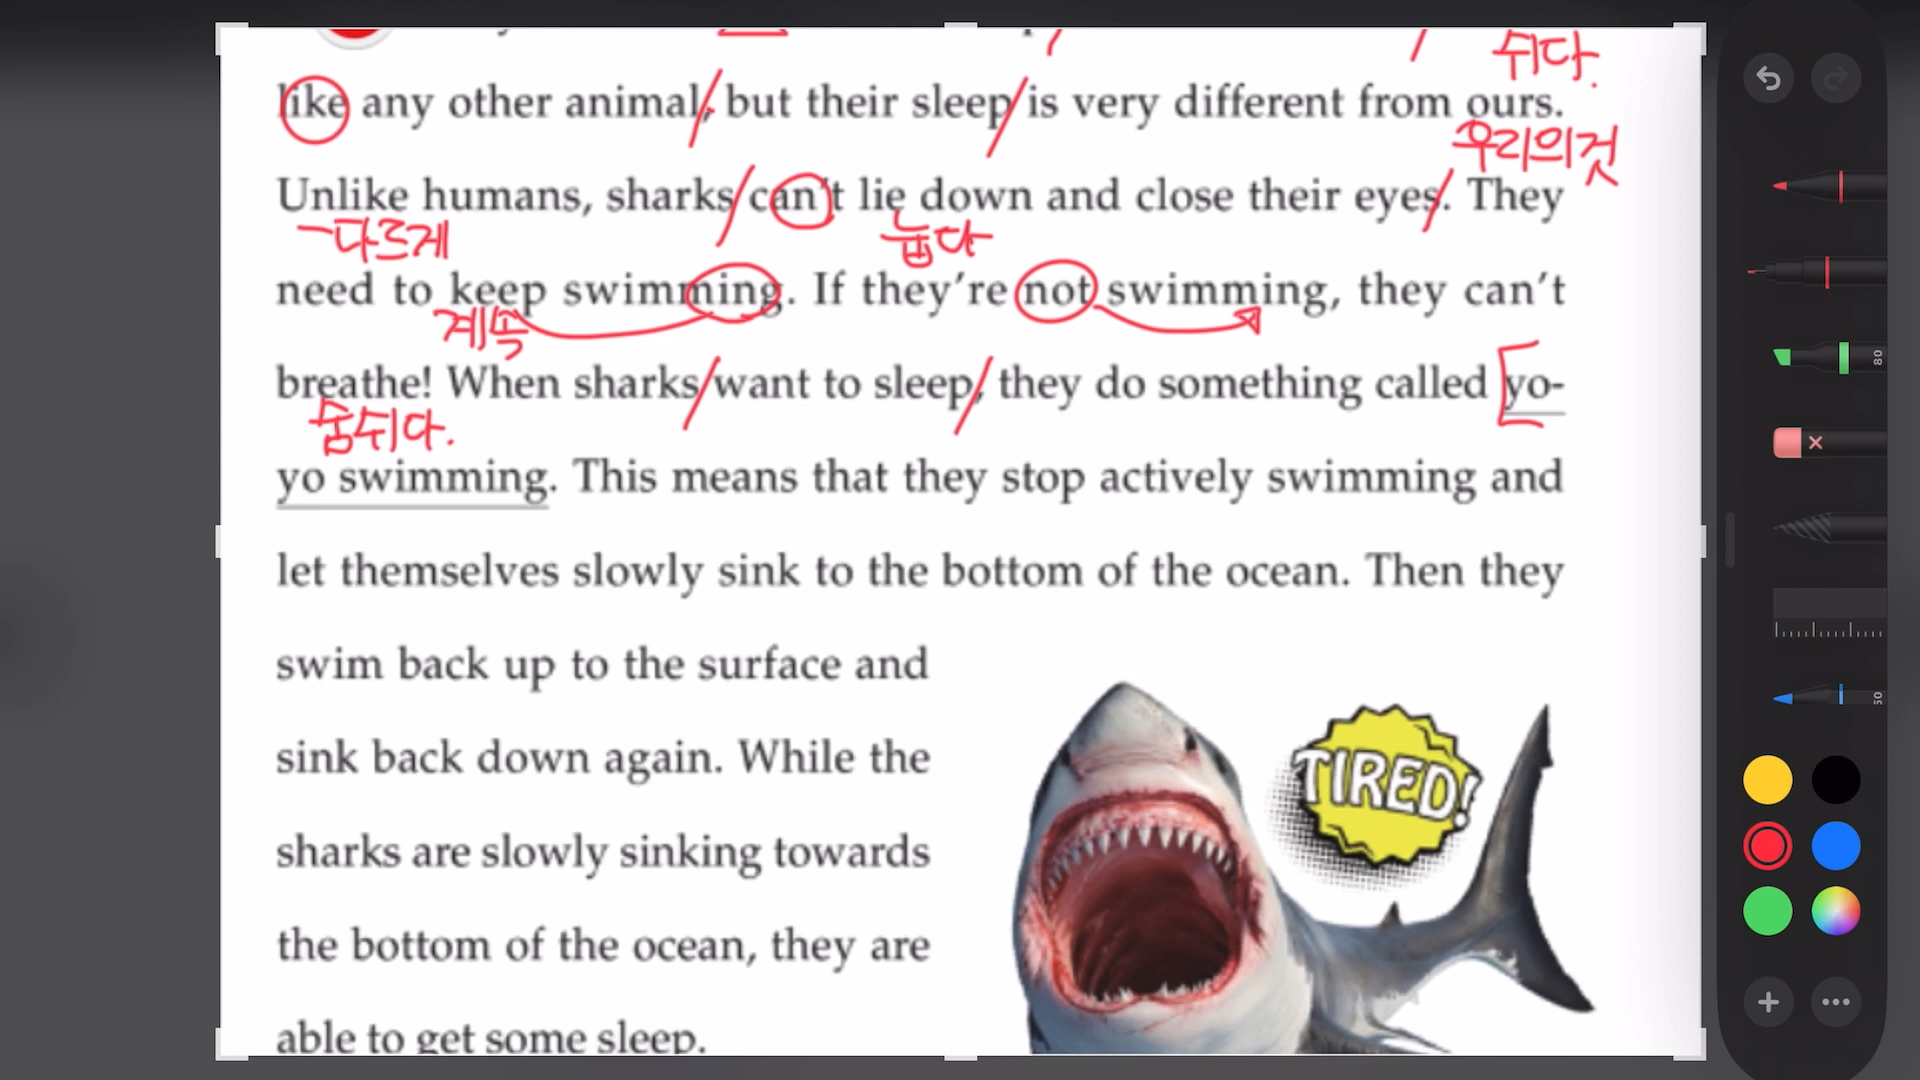 쉬다.
like any other animal, but their sleep is very different from ours.
우리의것
Unlike humans, sharks can't lie down and close their eyes. They
~다르게
눕다
need to keep swimming. If they’re not swimming, they can’t
계속
breathe! When sharks want to sleep, they do something called yo-
숨쉬다.
yo swimming. This means that they stop actively swimming and
let themselves slowly sink to the bottom of the ocean. Then they
swim back up to the surface and
sink back down again. While the
TIRED!
sharks are slowly sinking towards
the bottom of the ocean, they are
able to get some sleep.
80
50